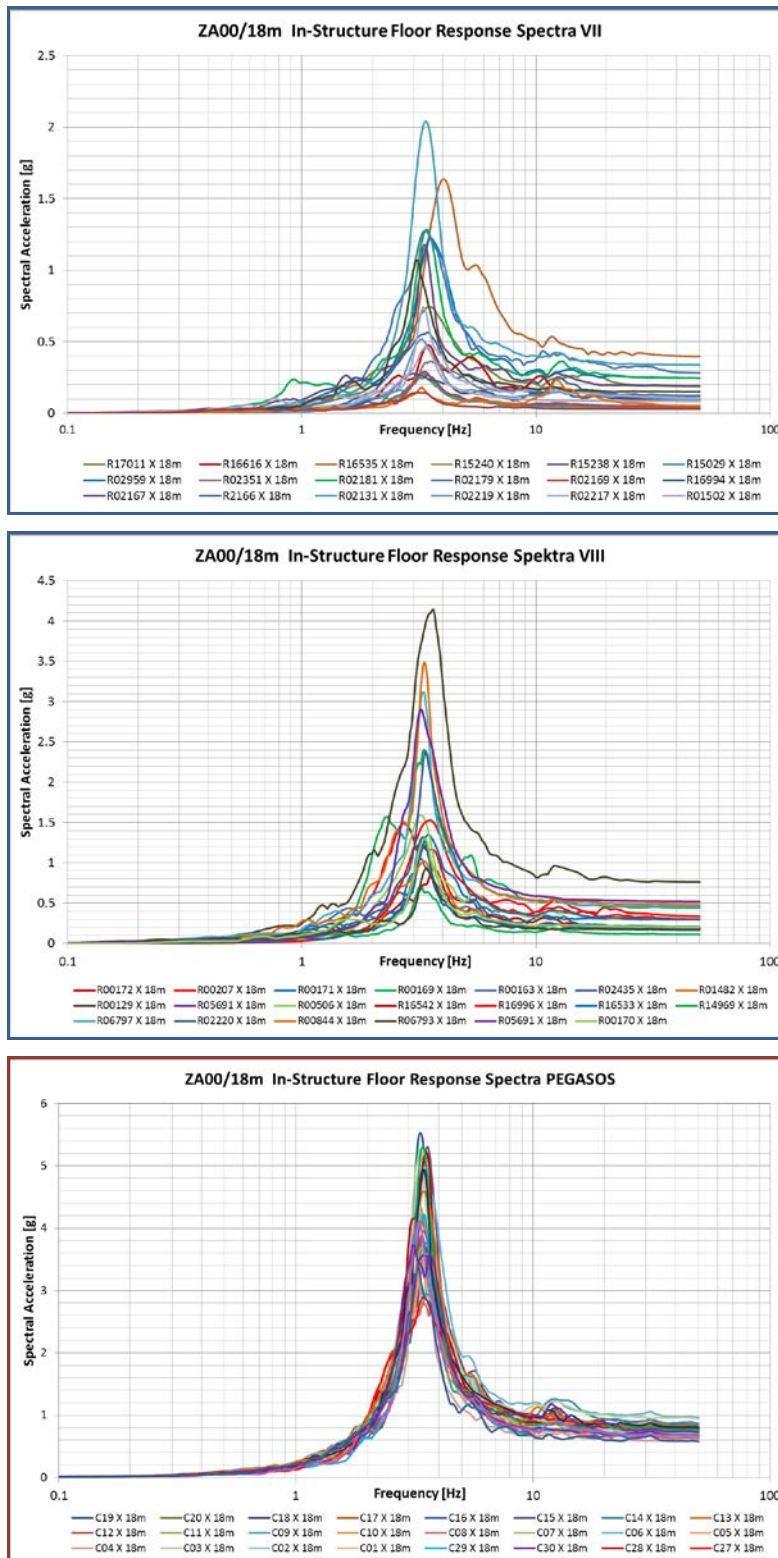 ZA00/18m In-Structure Floor Response Spectra VII
2.5
2
1.5
1
0.5
0
0.1 1 10 100
Spectral Acceleration [g]
Frequency [Hz]
R17011 X 18m R16616 X 18m R16535 X 18m R15240 X 18m R15238 X 18m R15029 X 18m
R02959 X 18m R02351 X 18m R02181 X 18m R02179 X 18m R02169 X 18m R16994 X 18m
R02167 X 18m R2166 X 18m R02131 X 18m R02219 X 18m R02217 X 18m R01502 X 18m
ZA00/18m In-Structure Floor Response Spektra VIII
4.5
4
3.5
3
2.5
2
1.5
1
0.5
0
0.1 1 10 100
Spectral Acceleration [g]
Frequency [Hz]
R00172 X 18m R00207 X 18m R00171 X 18m R00169 X 18m R00163 X 18m R02435 X 18m R01482 X 18m
R00129 X 18m R05691 X 18m R00506 X 18m R16542 X 18m R16996 X 18m R16533 X 18m R14969 X 18m
R06797 X 18m R02220 X 18m R00844 X 18m R06793 X 18m R05691 X 18m R00170 X 18m
ZA00/18m In-Structure Floor Response Spectra PEGASOS
6
5
4
3
2
1
0
0.1 1 10 100
Spectral Acceleration [g]
Frequency [Hz]
C19 X 18m C20 X 18m C18 X 18m C17 X 18m C16 X 18m C15 X 18m C14 X 18m C13 X 18m
C12 X 18m C11 X 18m C09 X 18m C10 X 18m C08 X 18m C07 X 18m C06 X 18m C05 X 18m
C04 X 18m C03 X 18m C02 X 18m C01 X 18m C29 X 18m C30 X 18m C28 X 18m C27 X 18m